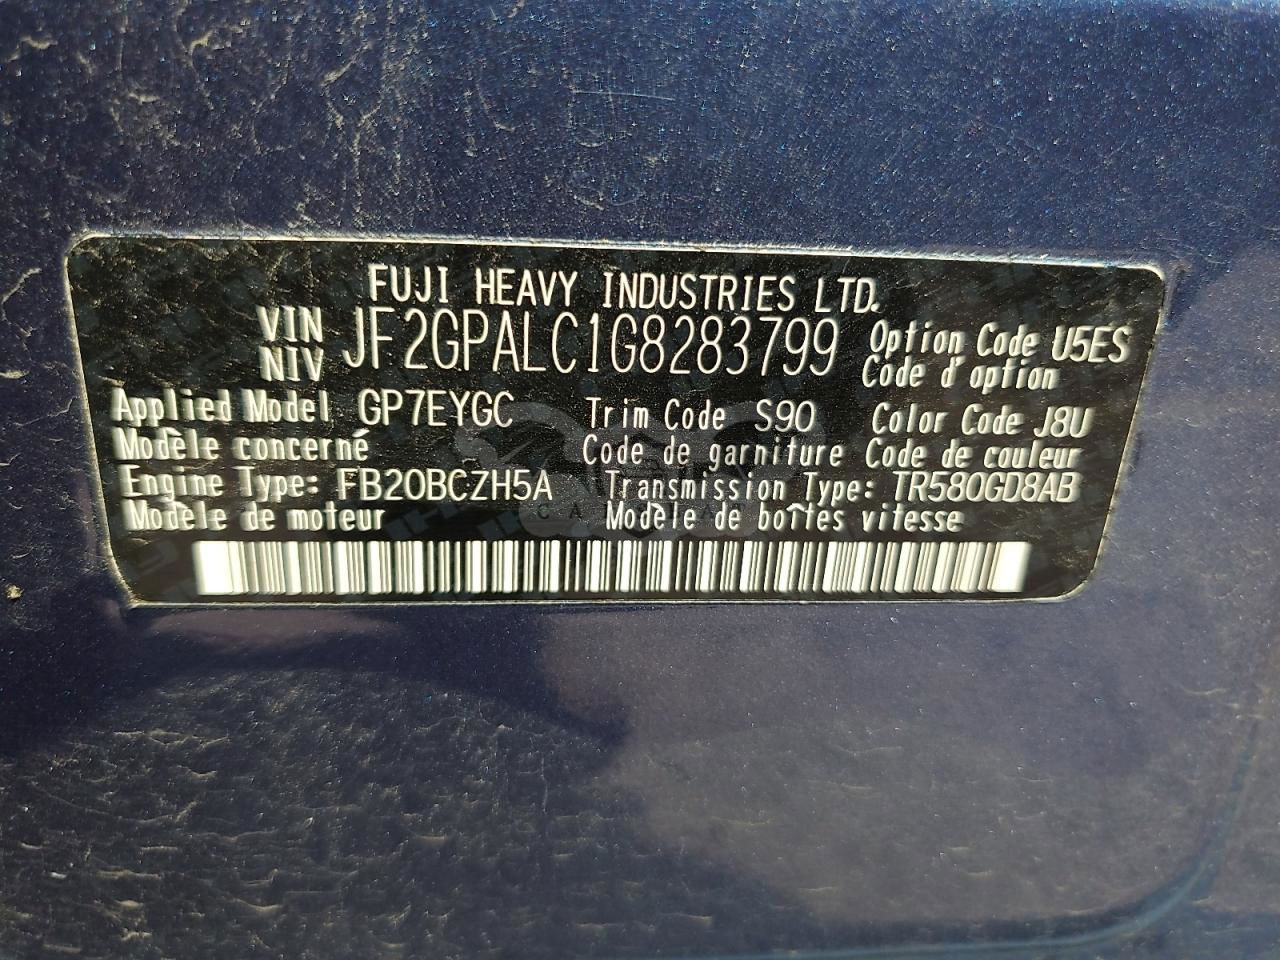 FUJI HEAVY INDUSTRIES LTD.
VIN
NIV
JF2GPALC1G8283799
Option Code U5ES
Code d'option
Applied Model GP7EYGC
Modèle concerné
Trim Code S90
Code de garniture
Color Code J8U
Code de couleur
Engine Type: FB20BCZH5A
Modèle de moteur
Transmission Type: TR580GD8AB
Modèle de boîtes vitesse